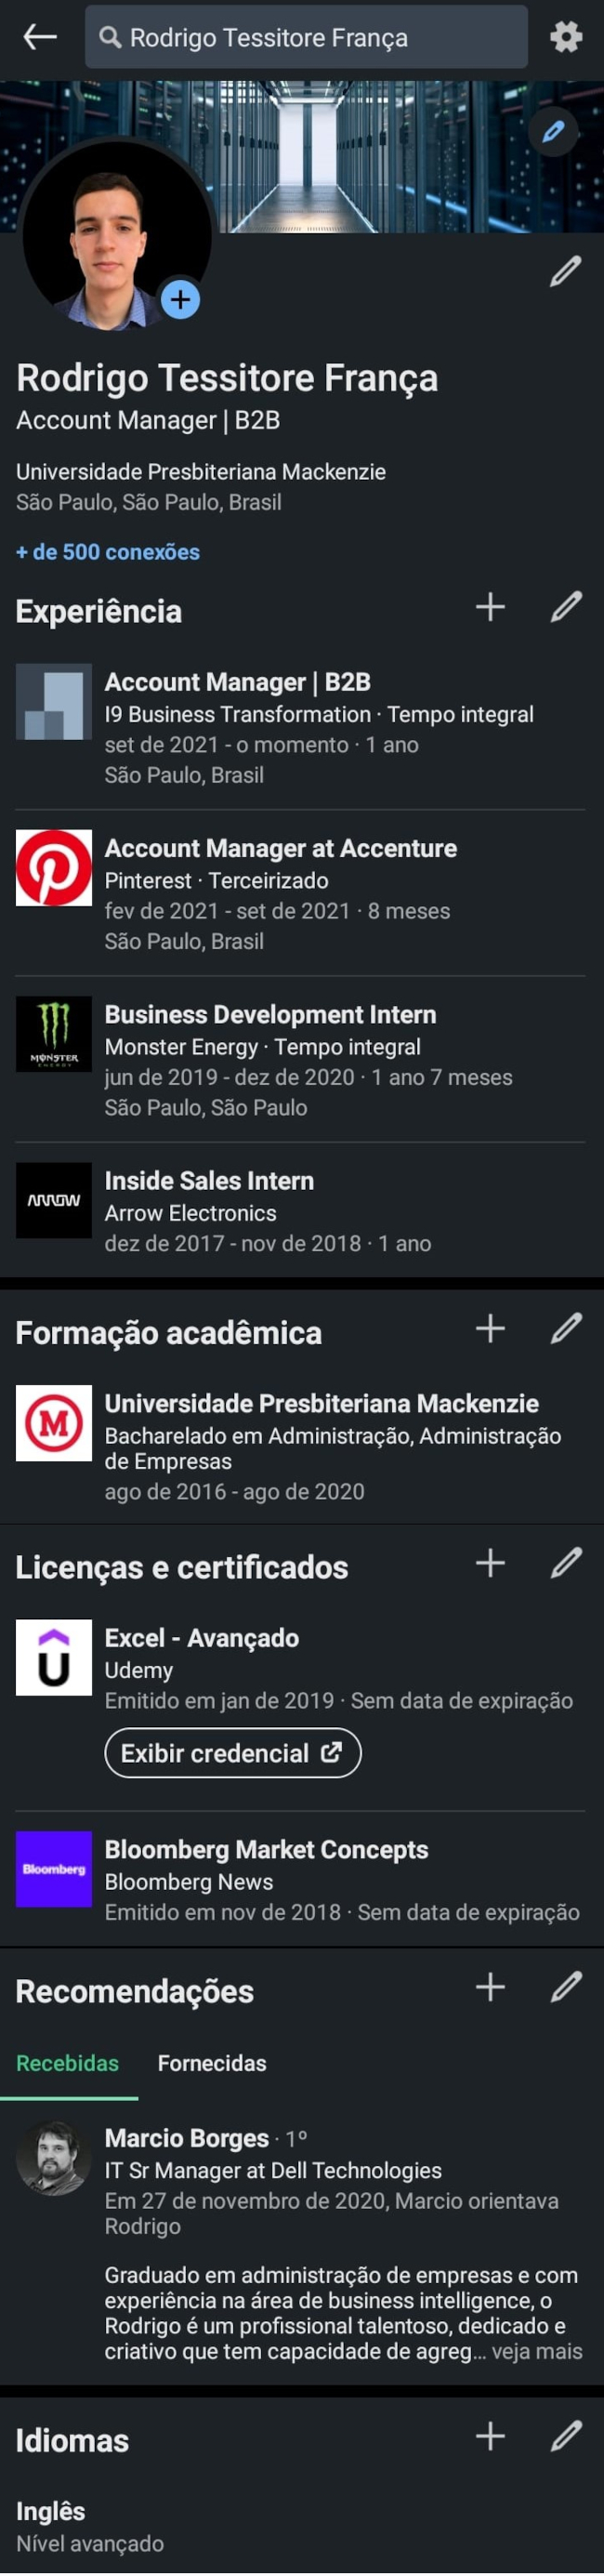 Rodrigo Tessitore França
Rodrigo Tessitore França
Account Manager | B2B
Universidade Presbiteriana Mackenzie
São Paulo, São Paulo, Brasil
+ de 500 conexões
Experiência
Account Manager | B2B
I9 Business Transformation · Tempo integral
set de 2021 - o momento · 1 ano
São Paulo, Brasil
Account Manager at Accenture
Pinterest · Terceirizado
fev de 2021 - set de 2021 · 8 meses
São Paulo, Brasil
MONSTER
ENERGY
Business Development Intern
Monster Energy · Tempo integral
jun de 2019 - dez de 2020 · 1 ano 7 meses
São Paulo, São Paulo
ARROW
Inside Sales Intern
Arrow Electronics
dez de 2017 - nov de 2018 · 1 ano
Formação acadêmica
M
Universidade Presbiteriana Mackenzie
Bacharelado em Administração, Administração
de Empresas
ago de 2016 - ago de 2020
Licenças e certificados
Excel - Avançado
Udemy
Emitido em jan de 2019 · Sem data de expiração
Exibir credencial
Bloomberg
Bloomberg Market Concepts
Bloomberg News
Emitido em nov de 2018 · Sem data de expiração
Recomendações
Recebidas Fornecidas
Marcio Borges · 1º
IT Sr Manager at Dell Technologies
Em 27 de novembro de 2020, Marcio orientava
Rodrigo
Graduado em administração de empresas e com
experiência na área de business intelligence, o
Rodrigo é um profissional talentoso, dedicado e
criativo que tem capacidade de agreg... veja mais
Idiomas
Inglês
Nível avançado